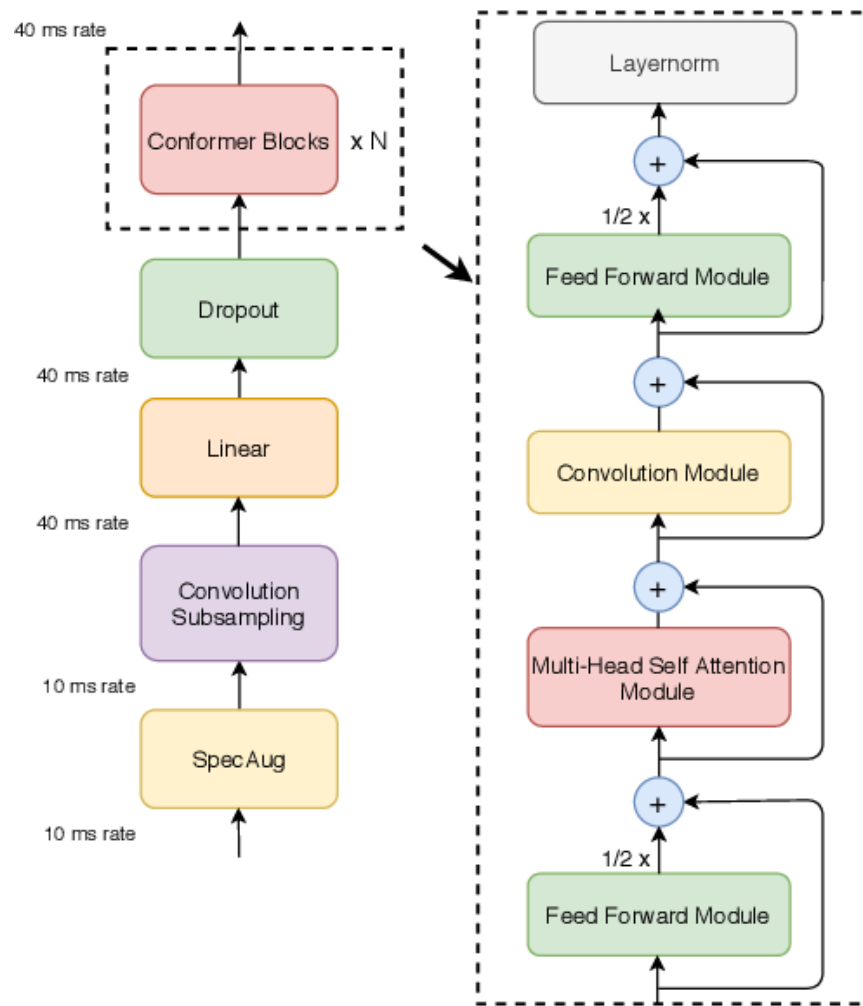 40 ms rate
Conformer Blocks
x N
Dropout
40 ms rate
Linear
40 ms rate
Convolution
Subsampling
10 ms rate
SpecAug
10 ms rate
Layernorm
+
1/2 x
Feed Forward Module
+
Convolution Module
+
Multi-Head Self Attention
Module
+
1/2 x
Feed Forward Module